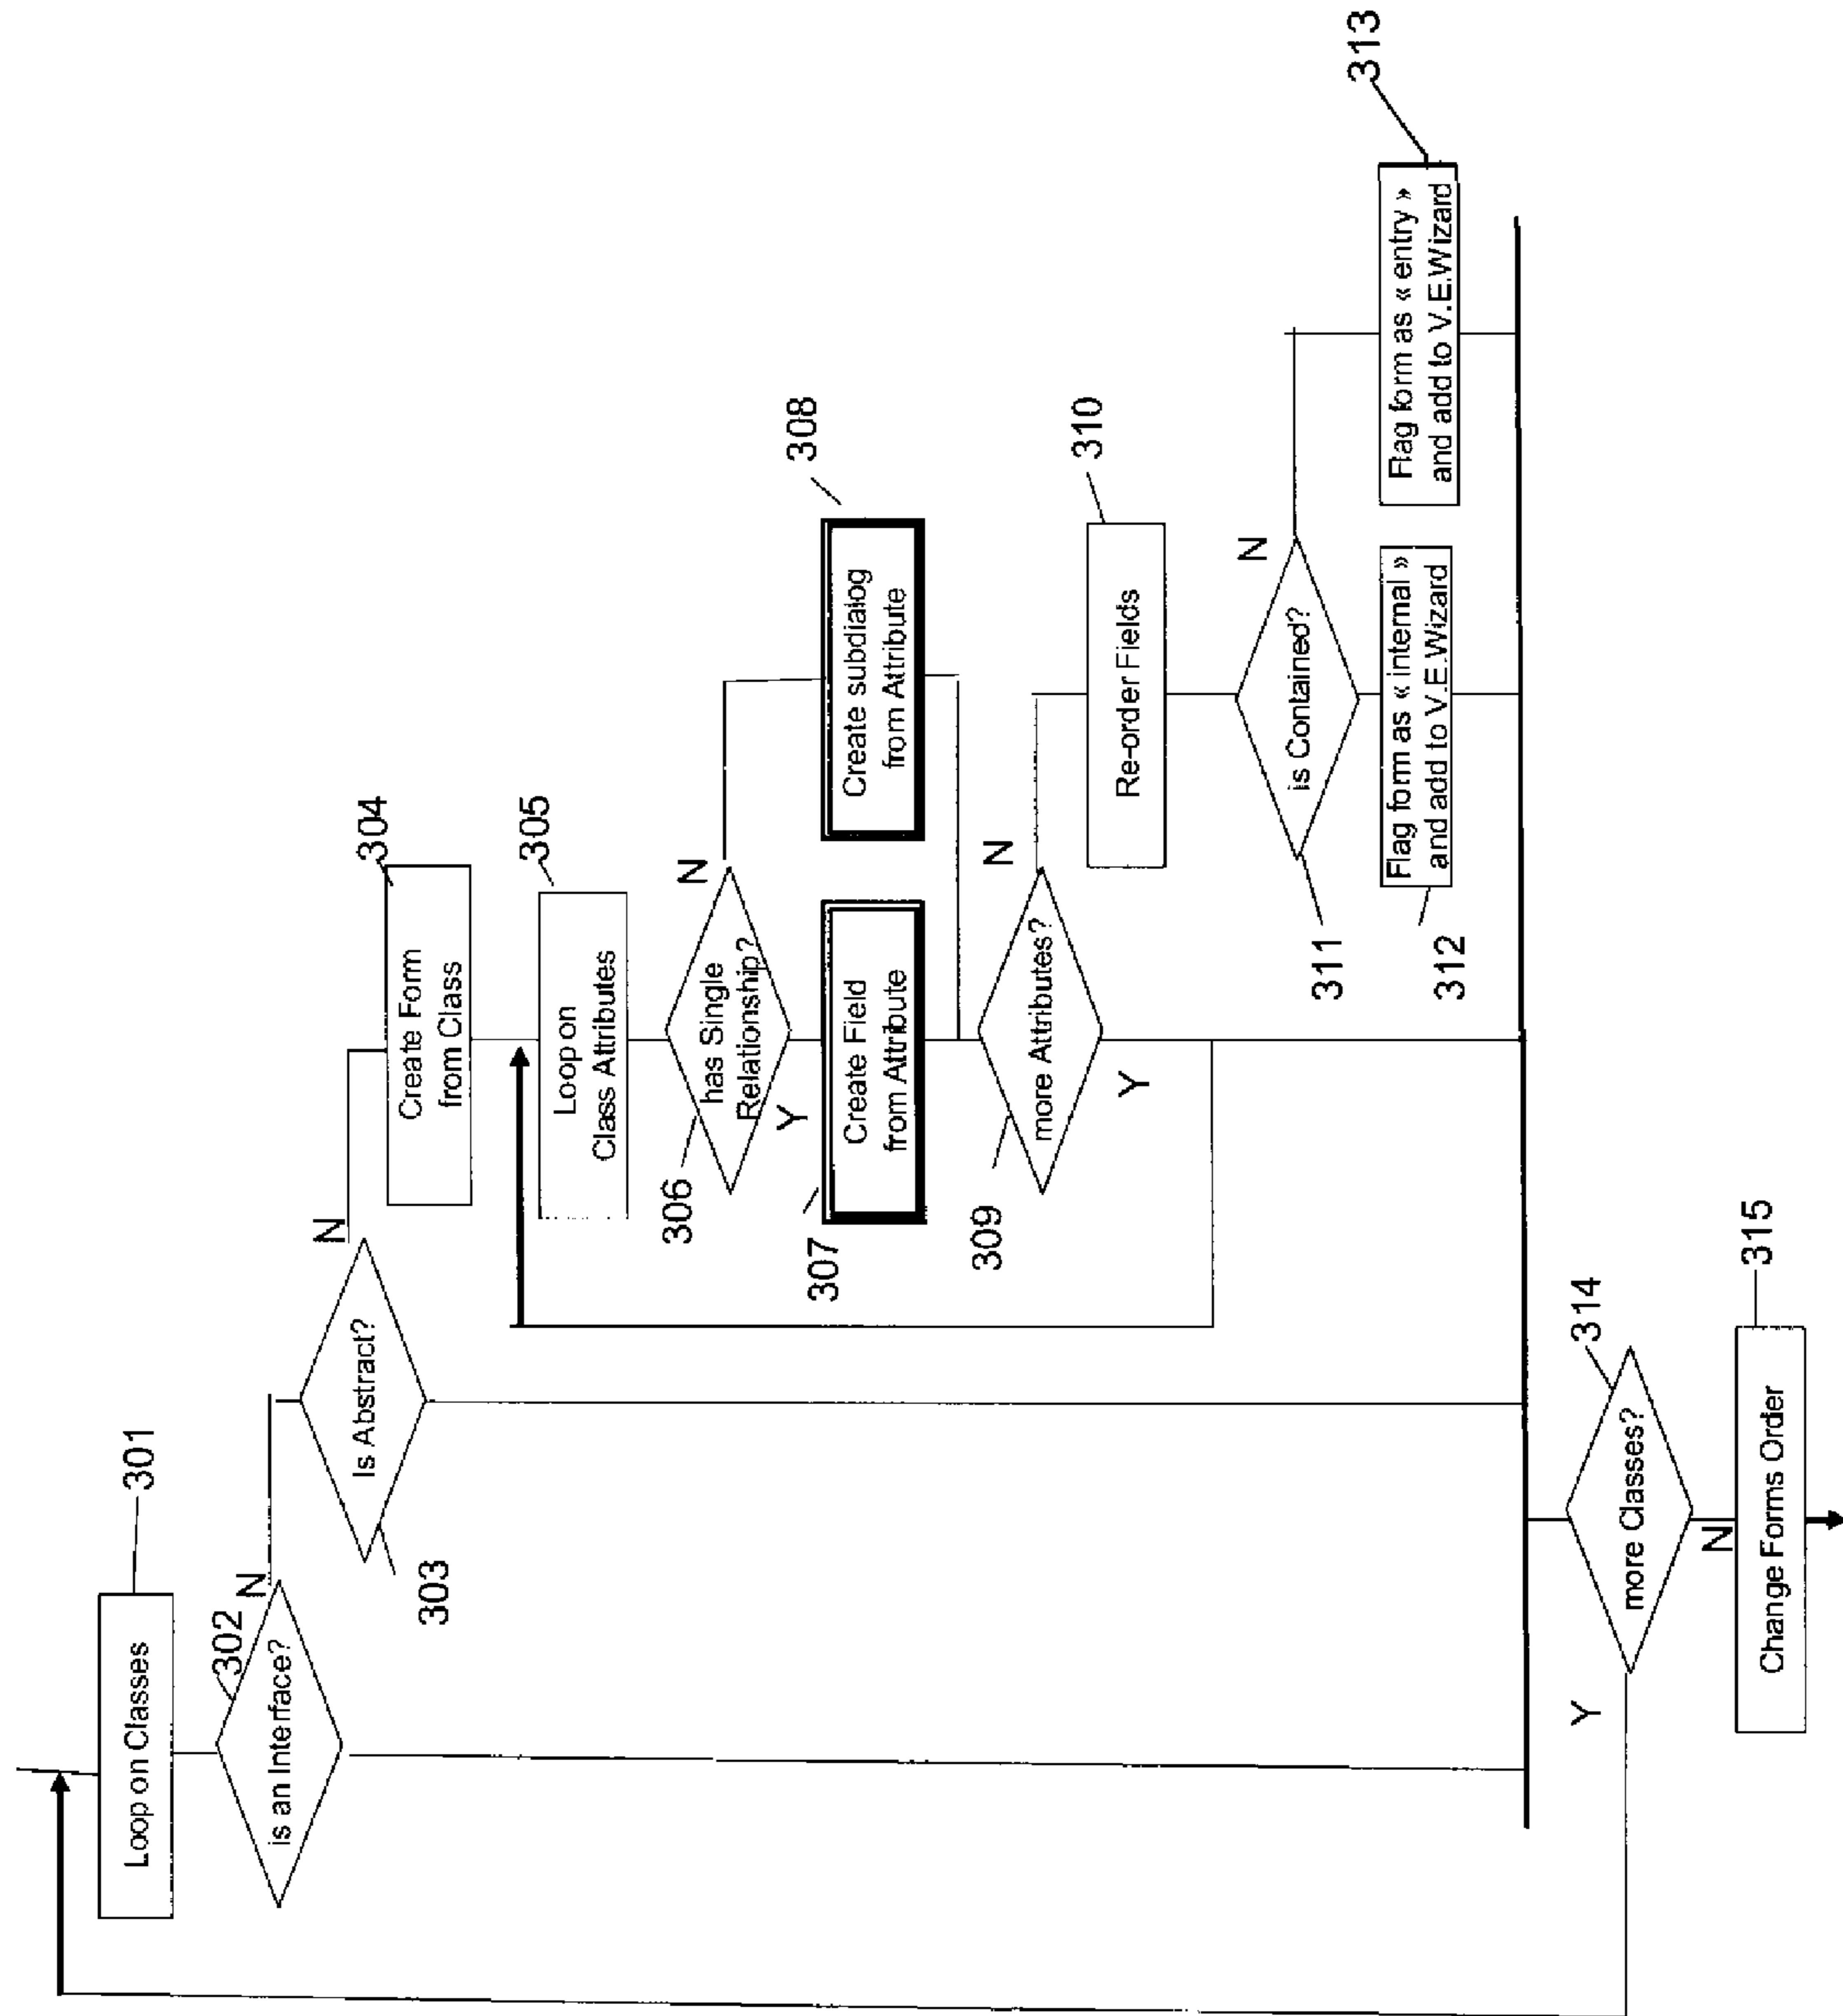 301
Loop on Classes
302
is an Interface?
N
Is Abstract?
303
N
304
Create Form
from Class
305
Loop on
Class Attributes
306
has Single
Relationship?
N
Y
307
Create Field
from Attribute
308
Create subdialog
from Attribute
309
more Attributes?
N
Y
310
Re-order Fields
311
is Contained?
N
312
Flag form as « internal »
and add to V.E.Wizard
313
Flag form as « entry »
and add to V.E.Wizard
314
more Classes?
Y
N
315
Change Forms Order